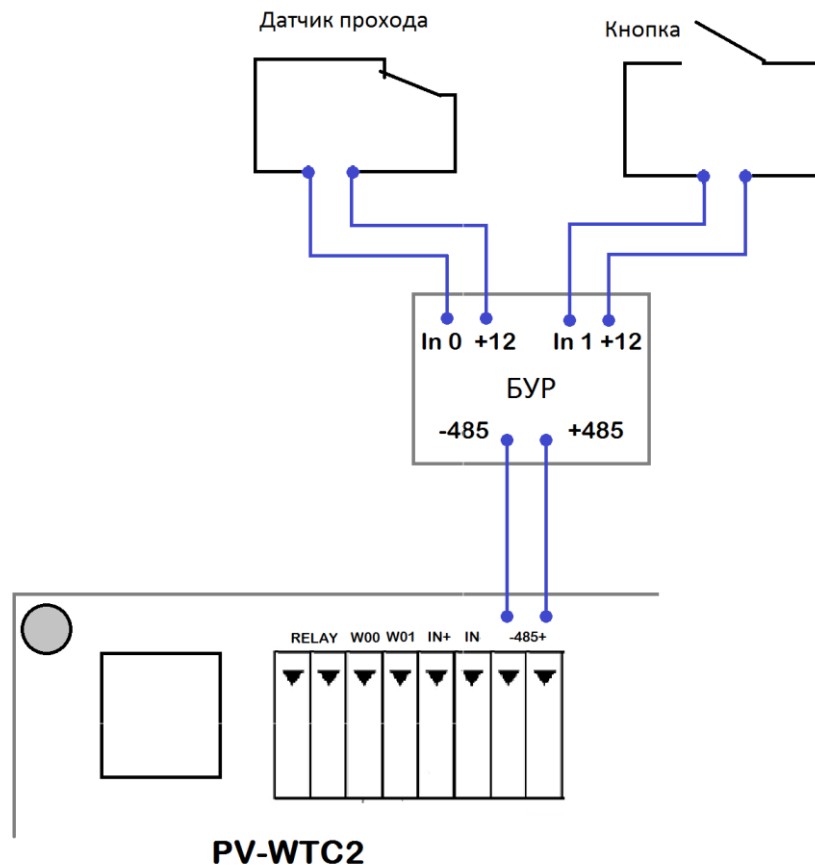 Датчик прохода
Кнопка
In 0 +12 In 1 +12
БУР
-485 +485
RELAY W00 W01 IN+ IN -485+
PV-WTC2